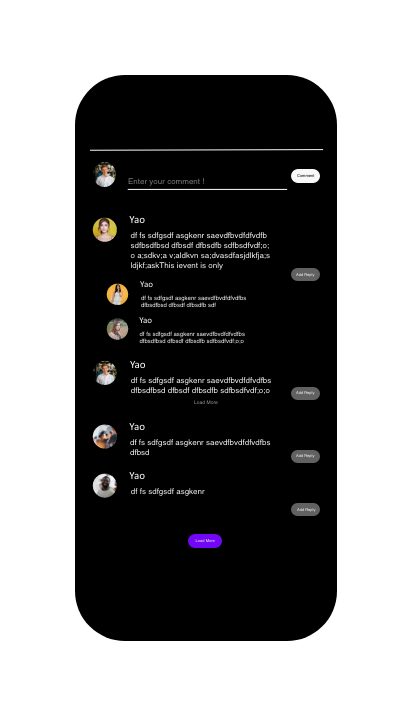 Enter your comment !
Comment
Yao
df fs sdfgsdf asgkenr saevdfbvdfdfvdfb
sdfbsdfbsd dfbsdf dfbsdfb sdfbsdfvdf;o;
o a;sdkv;a v;aldkvn sa;dvasdfasjdlkfja;s
ldjkf;askThis ievent is only
Add Reply
Yao
df fs sdfgsdf asgkenr saevdfbvdfdfvdfbs
dfbsdfbsd dfbsdf dfbsdfb sdf
Yao
df fs sdfgsdf asgkenr saevdfbvdfdfvdfbs
dfbsdfbsd dfbsdf dfbsdfb sdfbsdfvdf;o;o
Yao
df fs sdfgsdf asgkenr saevdfbvdfdfvdfbs
dfbsdfbsd dfbsdf dfbsdfb sdfbsdfvdf;o;o
Add Reply
Load More
Yao
df fs sdfgsdf asgkenr saevdfbvdfdfvdfbs
dfbsd
Add Reply
Yao
df fs sdfgsdf asgkenr
Add Reply
Load More